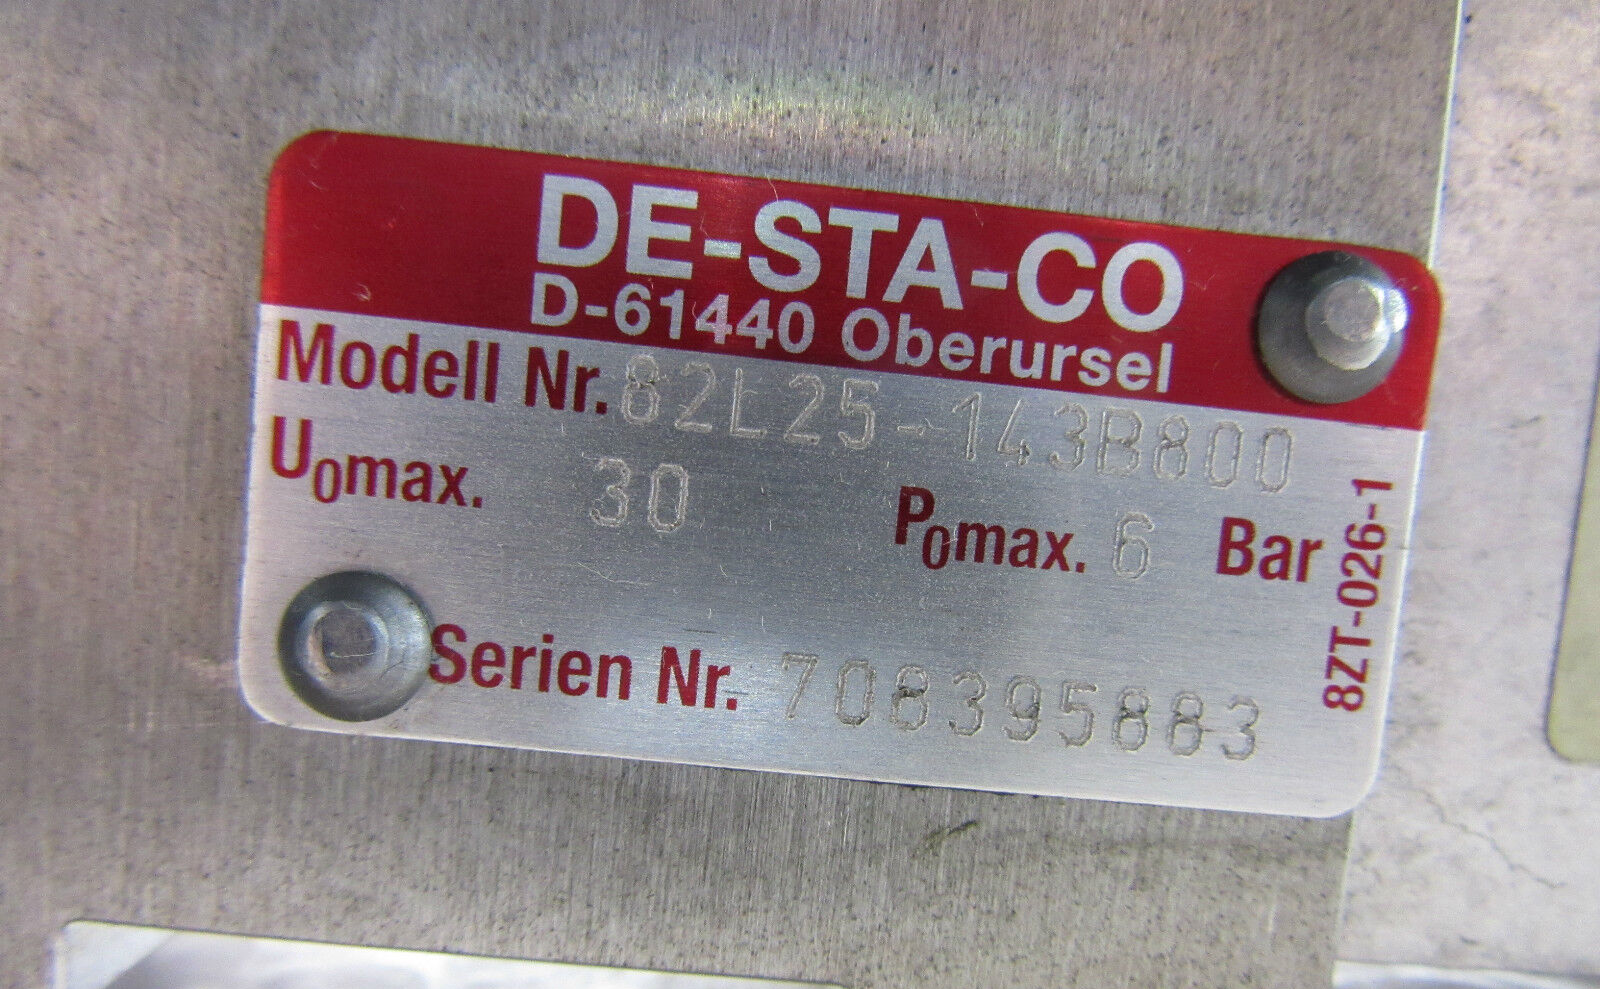 DE-STA-CO
D-61440 Oberursel
Modell Nr. 82L25-143B800
U0max. 30 P0max. 6 Bar
Serien Nr. 708395883
8ZT-026-1